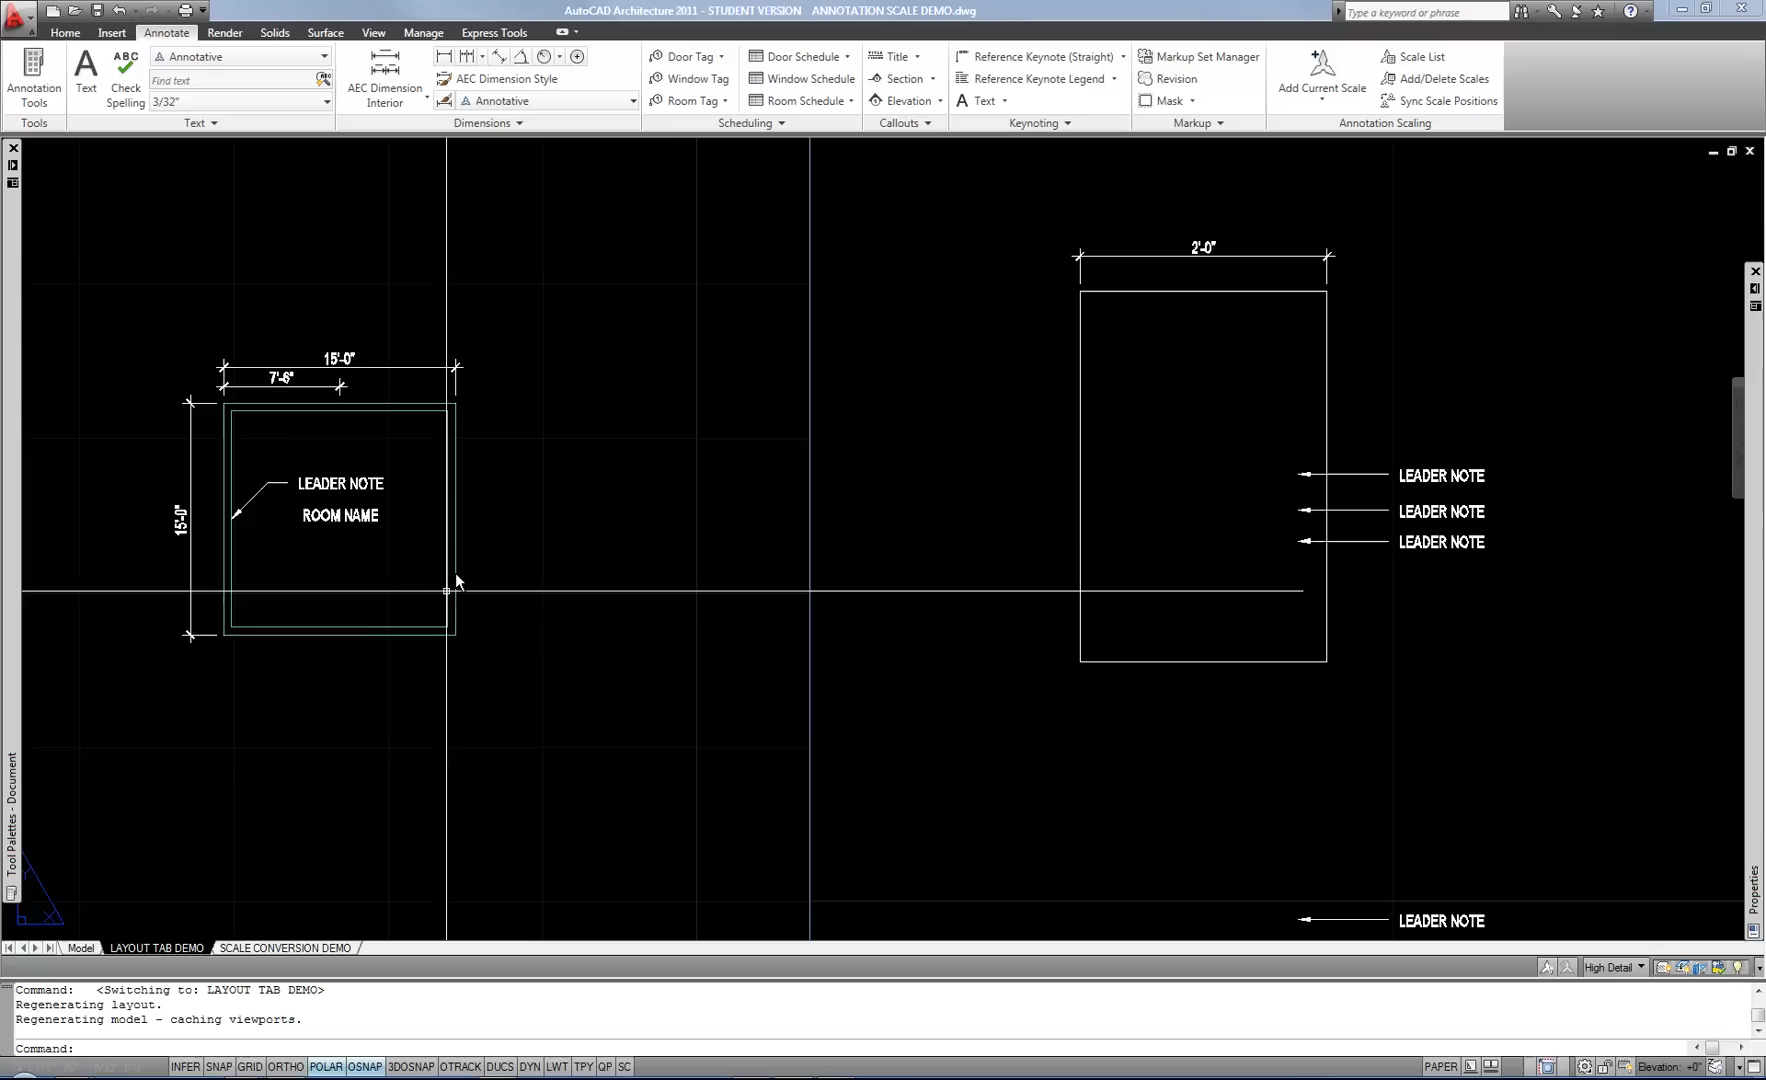 AutoCAD Architecture 2011 - STUDENT VERSION ANNOTATION SCALE DEMO.dwg
Type a keyword or phrase
Home Insert Annotate Render Solids Surface Face View Manage Express Tools
Annotation Tools
Text
ABC
Check Spelling
Annotative
Find text
3/32"
AEC Dimension Interior
AEC Dimension Style
Annotative
Door Tag
Window Tag
Room Tag
Door Schedule
Window Schedule
Room Schedule
Title
Section
Elevation
Reference Keynote (Straight)
Reference Keynote Legend
A Text
Markup Set Manager
Revision
Mask
Add Current Scale
Scale List
Add/Delete Scales
Sync Scale Positions
Tools Text Dimensions Scheduling Callouts Keynoting Markup Annotation Scaling
2'-0"
15'-0"
7'-6"
15'-0"
LEADER NOTE
ROOM NAME
LEADER NOTE
LEADER NOTE
LEADER NOTE
LEADER NOTE
Tool Palettes - Document
Properties
X
Model LAYOUT TAB DEMO SCALE CONVERSION DEMO
High Detail
Command: <Switching to: LAYOUT TAB DEMO>
Regenerating layout.
Regenerating model - caching viewports.
Command:
INFER SNAP GRID ORTHO POLAR OSNAP 3DOSNAP OTRACK DUCS DYN LWT TPY QP SC
PAPER
Elevation: +0"